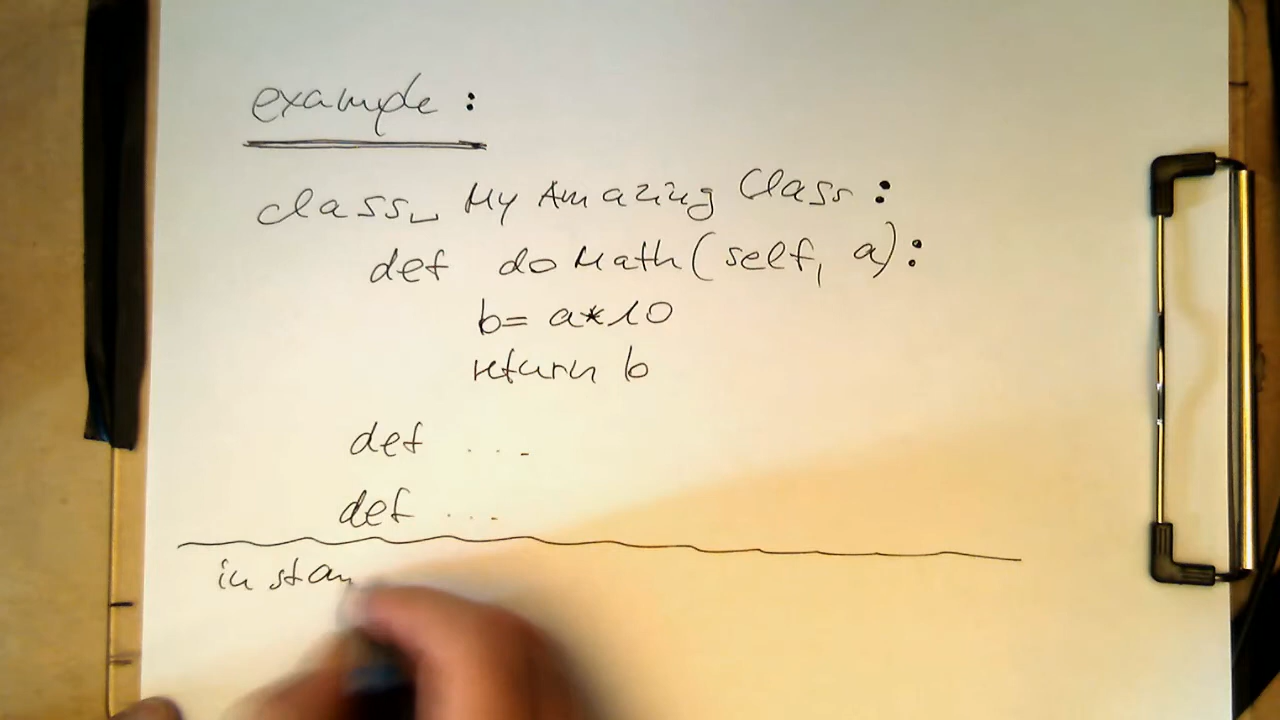 example:
class␣ MyAmazingClass:
def doMath(self, a):
b= a*10
return b
def ...
def ...
instan